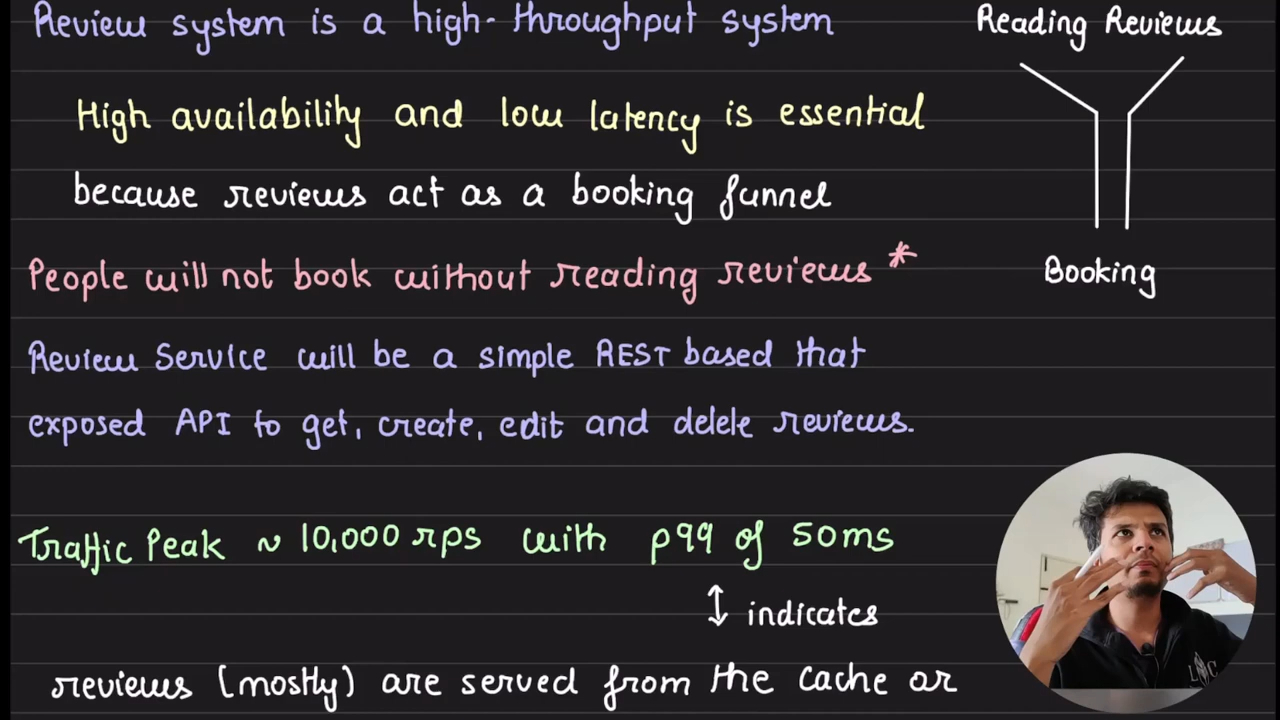 Review system is a high-throughput system
Reading Reviews
High availability and low latency is essential
because reviews act as a booking funnel
People will not book without reading reviews *
Booking
Review Service will be a simple REST based that
exposed API to get, create, edit and delete reviews.
Traffic Peak ~ 10,000 rps with p99 of 50ms
↕ indicates
reviews (mostly) are served from the cache or